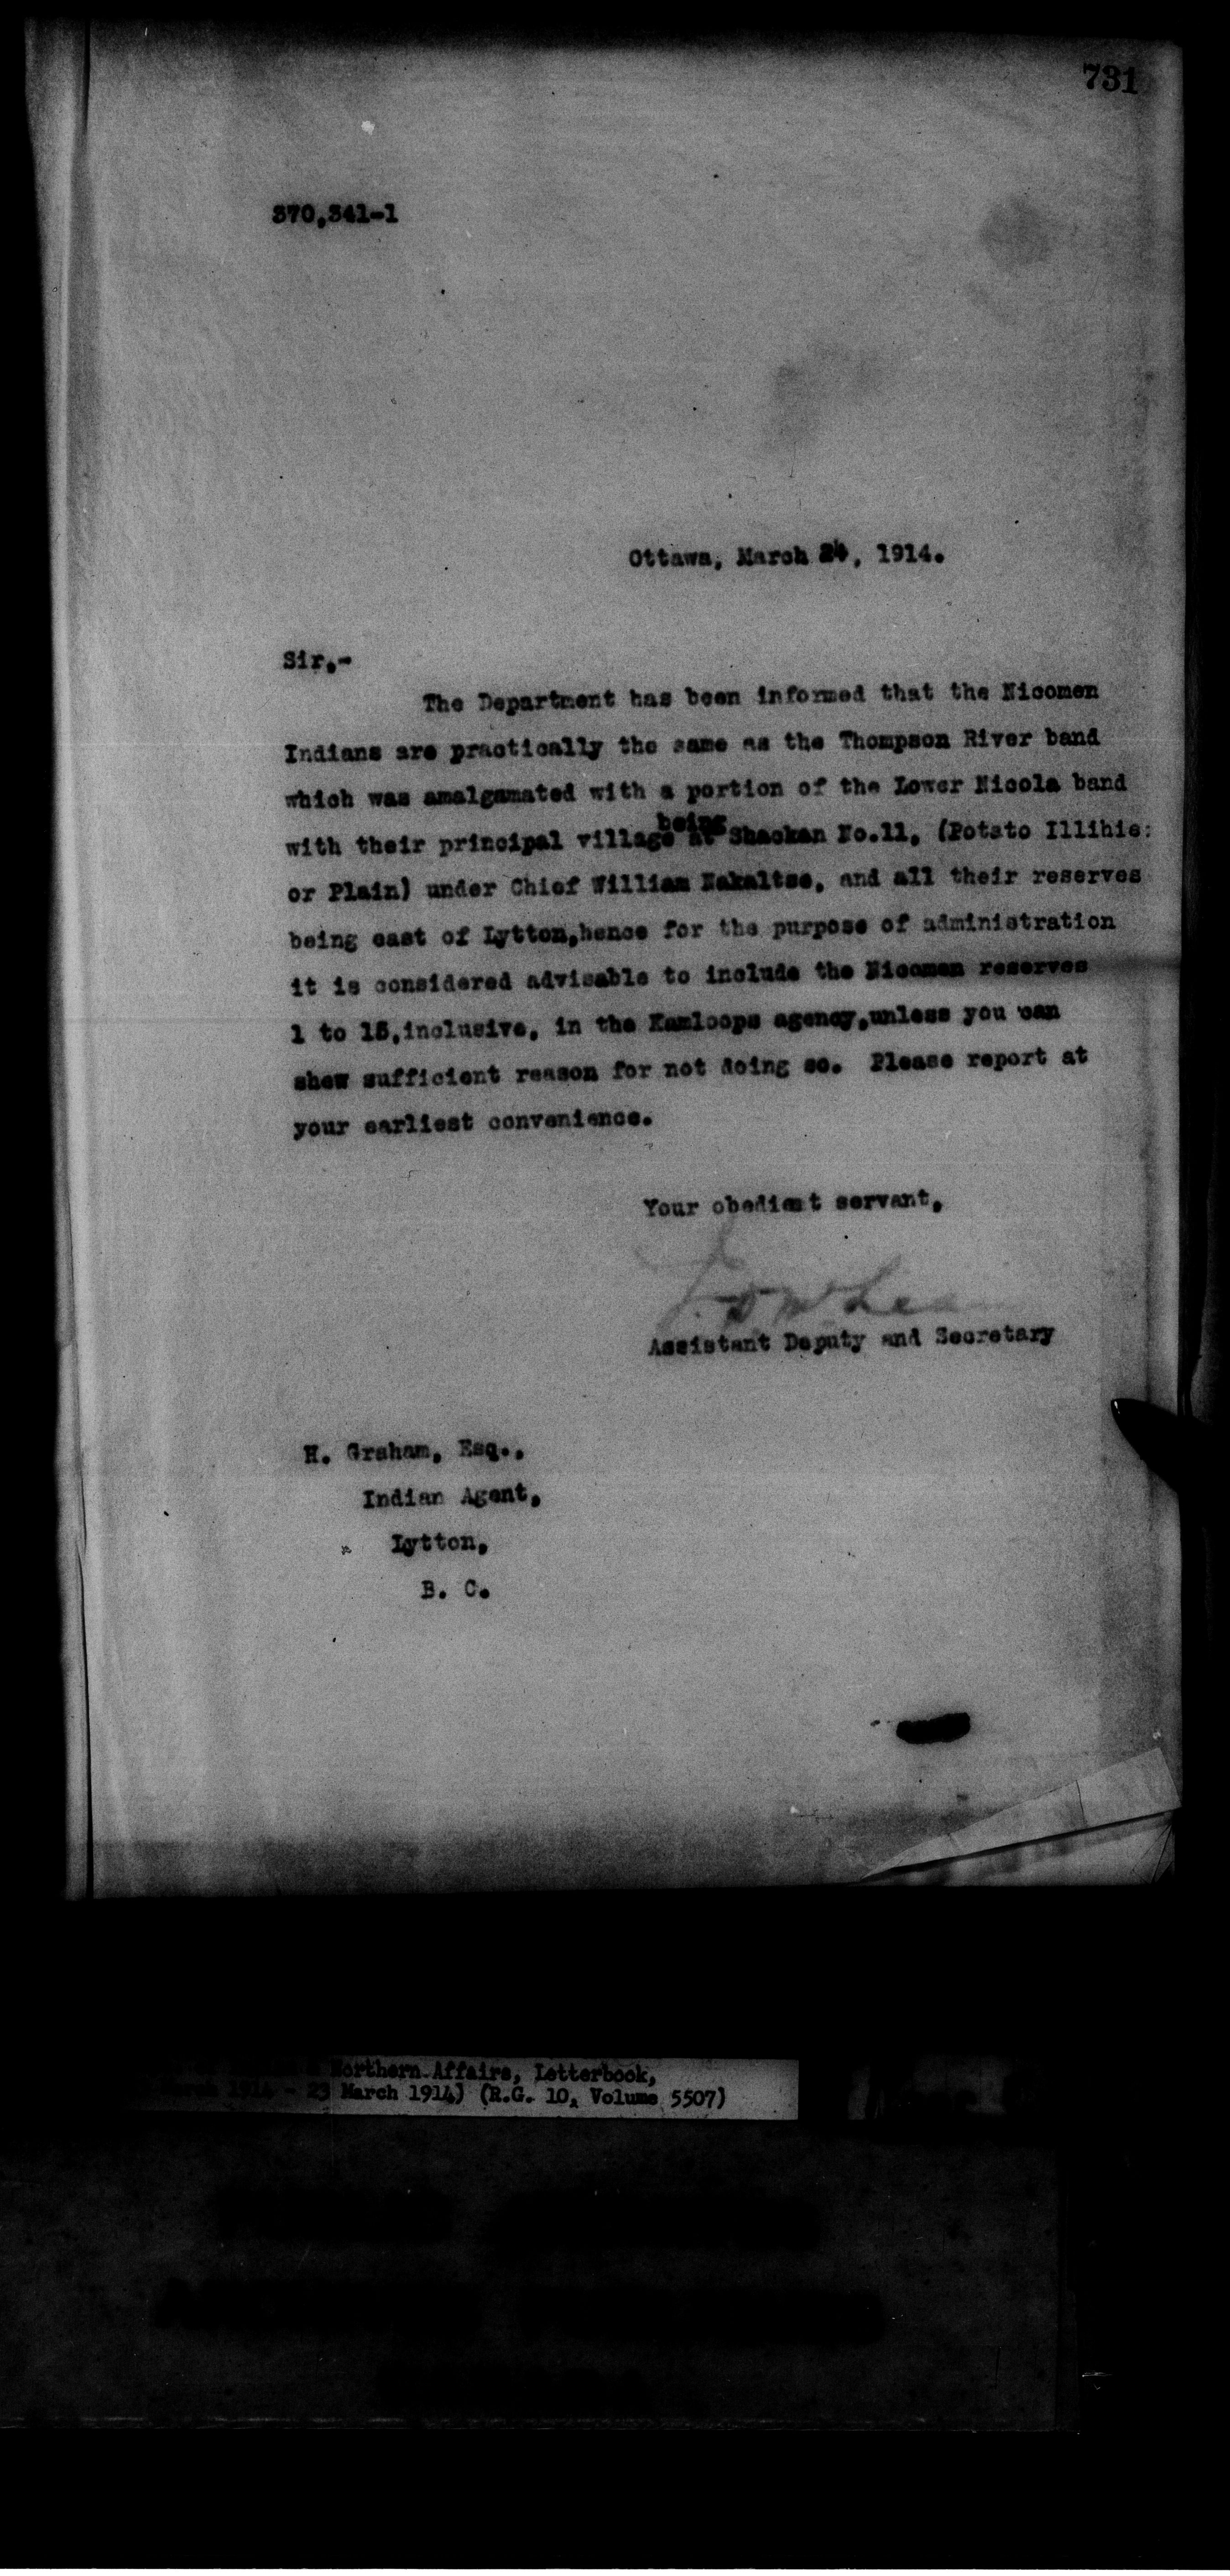 731
370,341-1
Ottawa, March 24, 1914.
Sir,-
The Department has been informed that the Nicomen
Indians are practically the same as the Thompson River band
which was amalgamated with a portion of the Lower Nicola band
being
with their principal village at Shackan No.11, (Potato Illihie:
or Plain) under Chief William Nakaltse, and all their reserves
being east of Lytton,hence for the purpose of administration
it is considered advisable to include the Nicomen reserves
1 to 15,inclusive, in the Kamloops agency,unless you can
shew sufficient reason for not doing so. Please report at
your earliest convenience.
Your obedient servant,
J. D. McLean
Assistant Deputy and Secretary
H. Graham, Esq.,
Indian Agent,
Lytton,
B. C.
Northern Affairs, Letterbook,
March 1914 - 23 March 1914) (R.G. 10, Volume 5507)